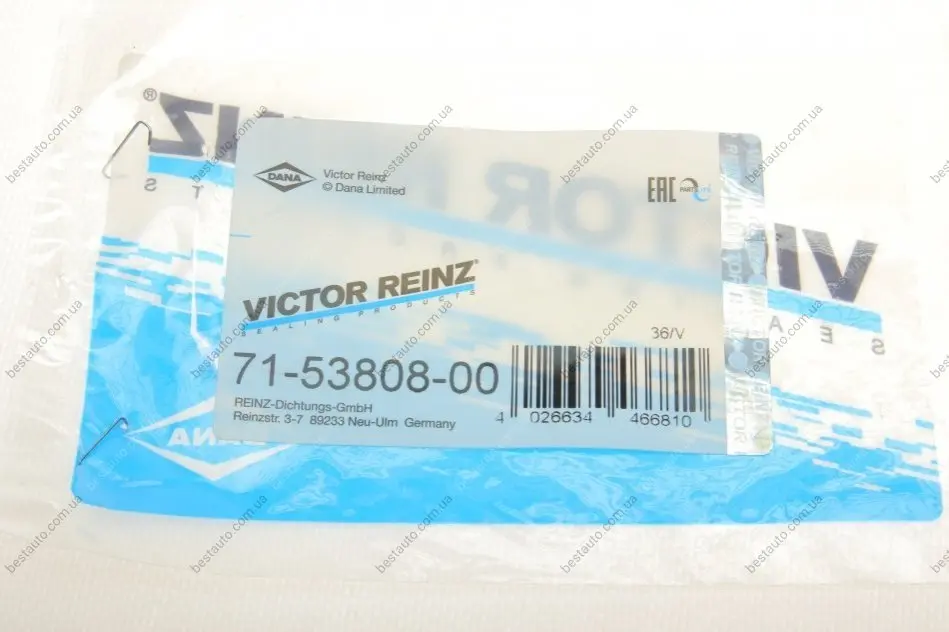 DANA
Victor Reinz
© Dana Limited
EAC
VICTOR REINZ®
SEALING PRODUCTS
36/V
71-53808-00
REINZ-Dichtungs-GmbH
Reinzstr. 3-7 89233 Neu-Ulm Germany
4 026634 466810
bestauto.com.ua